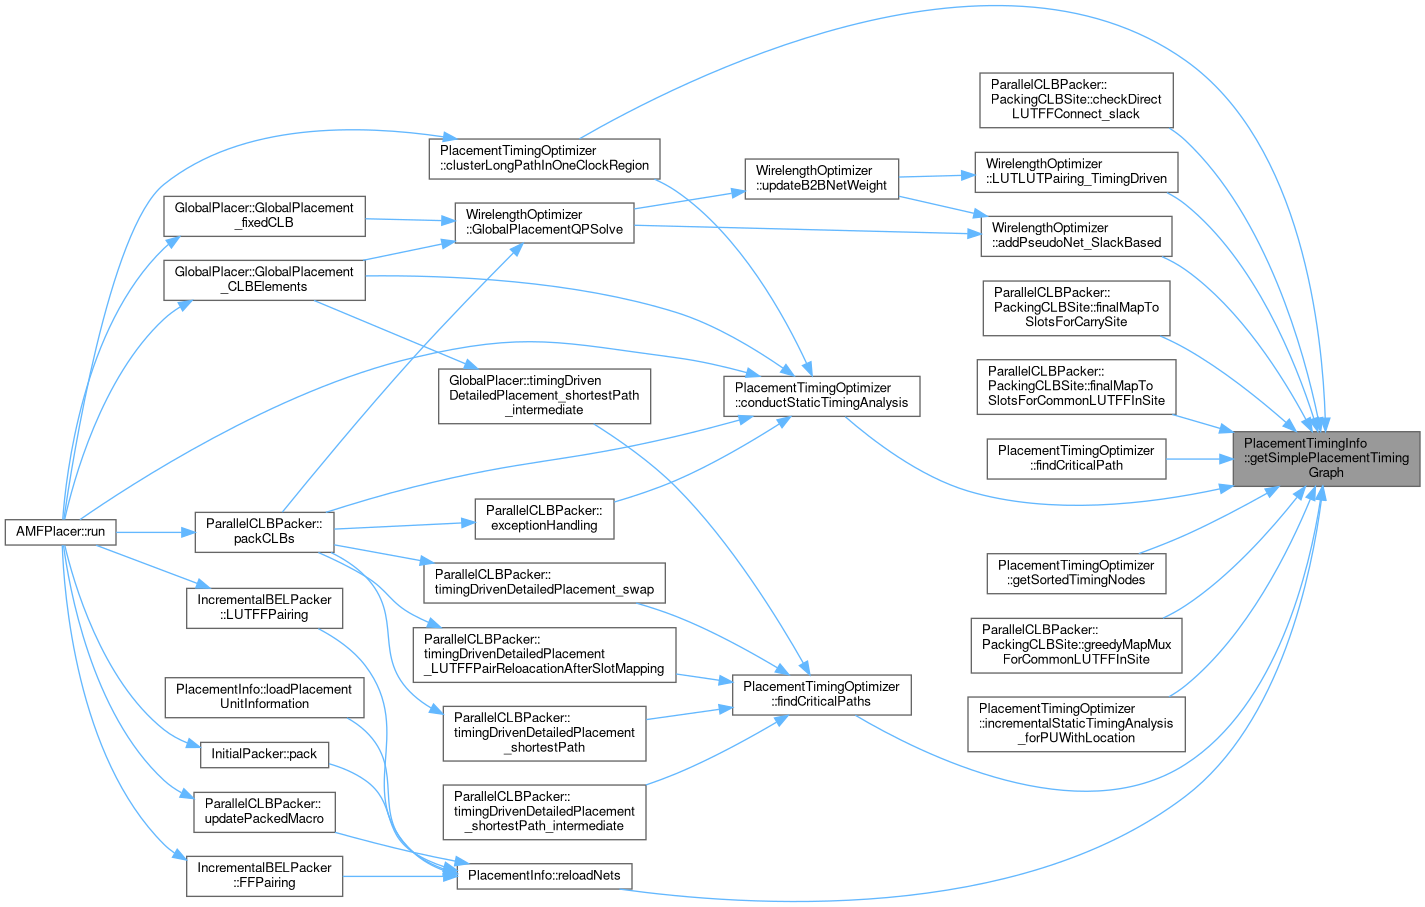 ParallelCLBPacker::
PackingCLBSite::checkDirect
LUTFFConnect_slack
PlacementTimingOptimizer
::clusterLongPathInOneClockRegion
WirelengthOptimizer
::updateB2BNetWeight
WirelengthOptimizer
::LUTLUTPairing_TimingDriven
GlobalPlacer::GlobalPlacement
_fixedCLB
WirelengthOptimizer
::GlobalPlacementQPSolve
WirelengthOptimizer
::addPseudoNet_SlackBased
GlobalPlacer::GlobalPlacement
_CLBElements
ParallelCLBPacker::
PackingCLBSite::finalMapTo
SlotsForCarrySite
GlobalPlacer::timingDriven
DetailedPlacement_shortestPath
_intermediate
PlacementTimingOptimizer
::conductStaticTimingAnalysis
ParallelCLBPacker::
PackingCLBSite::finalMapTo
SlotsForCommonLUTFFInSite
PlacementTimingOptimizer
::findCriticalPath
PlacementTimingInfo
::getSimplePlacementTiming
Graph
AMFPlacer::run
ParallelCLBPacker::
packCLBs
ParallelCLBPacker::
exceptionHandling
PlacementTimingOptimizer
::getSortedTimingNodes
IncrementalBELPacker
::LUTFFPairing
ParallelCLBPacker::
timingDrivenDetailedPlacement_swap
ParallelCLBPacker::
timingDrivenDetailedPlacement
_LUTFFPairReloacationAfterSlotMapping
ParallelCLBPacker::
PackingCLBSite::greedyMapMux
ForCommonLUTFFInSite
PlacementInfo::loadPlacement
UnitInformation
PlacementTimingOptimizer
::findCriticalPaths
PlacementTimingOptimizer
::incrementalStaticTimingAnalysis
_forPUWithLocation
InitialPacker::pack
ParallelCLBPacker::
timingDrivenDetailedPlacement
_shortestPath
ParallelCLBPacker::
updatePackedMacro
ParallelCLBPacker::
timingDrivenDetailedPlacement
_shortestPath_intermediate
IncrementalBELPacker
::FFPairing
PlacementInfo::reloadNets